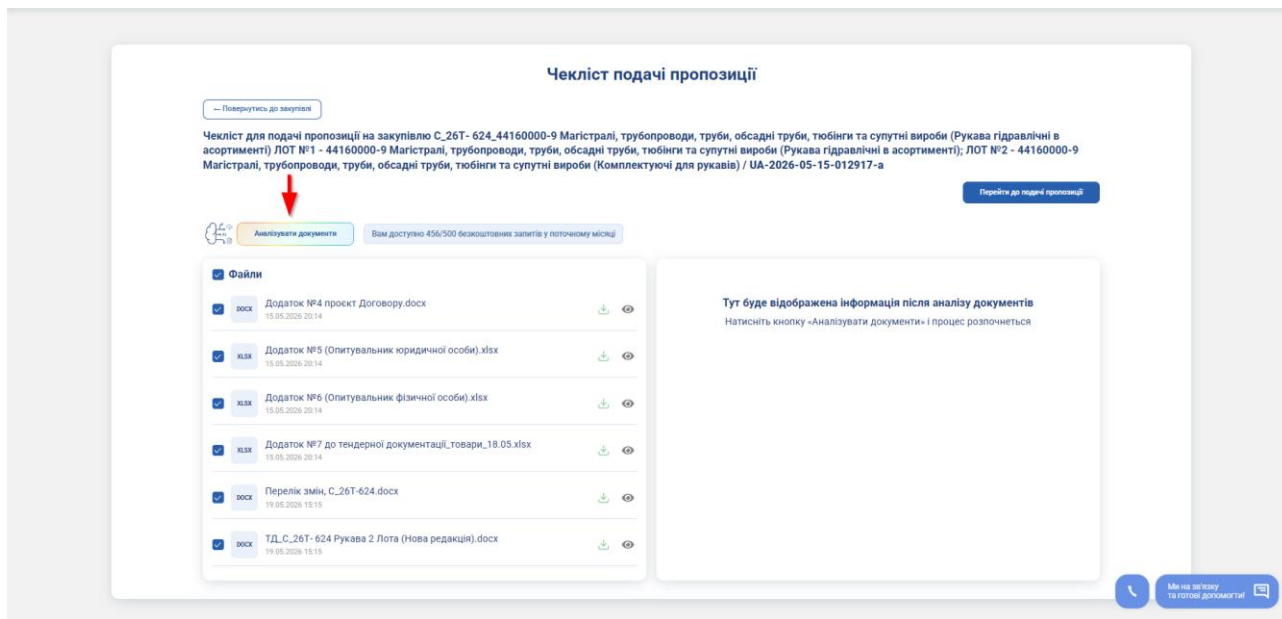 Чекліст подачі пропозиції
← Повернутись до закупівлі
Чекліст для подачі пропозиції на закупівлю С_26Т- 624_44160000-9 Магістралі, трубопроводи, труби, обсадні труби, тюбінги та супутні вироби (Рукава гідравлічні в
асортименті) ЛОТ №1 - 44160000-9 Магістралі, трубопроводи, труби, обсадні труби, тюбінги та супутні вироби (Рукава гідравлічні в асортименті); ЛОТ №2 - 44160000-9
Магістралі, трубопроводи, труби, обсадні труби, тюбінги та супутні вироби (Комплектуючі для рукавів) / UA-2026-05-15-012917-a
Перейти до подачі пропозиції
Аналізувати документи
Вам доступно 456/500 безкоштовних запитів у поточному місяці
Файли
DOCX
Додаток №4 проєкт Договору.docx
15.05.2026 20:14
XLSX
Додаток №5 (Опитувальник юридичної особи).xlsx
15.05.2026 20:14
XLSX
Додаток №6 (Опитувальник фізичної особи).xlsx
15.05.2026 20:14
XLSX
Додаток №7 до тендерної документації_товари_18.05.xlsx
15.05.2026 20:14
DOCX
Перелік змін, С_26Т-624.docx
19.05.2026 15:15
DOCX
ТД_С_26Т- 624 Рукава 2 Лота (Нова редакція).docx
19.05.2026 15:15
Тут буде відображена інформація після аналізу документів
Натисніть кнопку «Аналізувати документи» і процес розпочнеться
Ми на зв'язку
та готові допомогти!